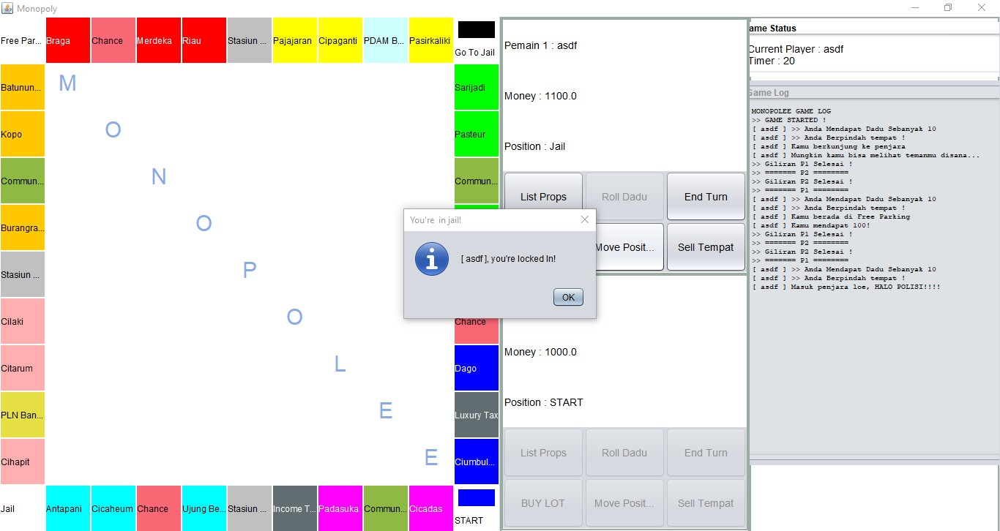 Monopoly
Free Par...
Braga
Chance
Merdeka
Riau
Stasiun ...
Pajajaran
Cipaganti
PDAM B...
Pasirkaliki
Go To Jail
Batunun...
Kopo
Commun...
Burangra...
Stasiun ...
Cilaki
Citarum
PLN Ban...
Cihapit
M
O
N
O
P
O
L
E
E
Sarijadi
Pasteur
Commun...
Chance
Dago
Luxury Tax
Ciumbul...
Jail
Antapani
Cicaheum
Chance
Ujung Be...
Stasiun ...
Income T...
Padasuka
Commun...
Cicadas
START
Pemain 1 : asdf
Money : 1100.0
Position : Jail
List Props
Roll Dadu
End Turn
Move Posit...
Sell Tempat
You're in jail!
[ asdf ], you're locked In!
OK
Money : 1000.0
Position : START
List Props
Roll Dadu
End Turn
BUY LOT
Move Posit...
Sell Tempat
ame Status
Current Player : asdf
Timer : 20
Game Log
MONOPOLEE GAME LOG
>> GAME STARTED !
[ asdf ] >> Anda Mendapat Dadu Sebanyak 10
[ asdf ] >> Anda Berpindah tempat !
[ asdf ] Kamu berkunjung ke penjara
[ asdf ] Mungkin kamu bisa melihat temanmu disana...
>> Giliran P1 Selesai !
>> ======= P2 ========
>> Giliran P2 Selesai !
>> ======= P1 ========
[ asdf ] >> Anda Mendapat Dadu Sebanyak 10
[ asdf ] >> Anda Berpindah tempat !
[ asdf ] Kamu berada di Free Parking
[ asdf ] Kamu mendapat 100!
>> Giliran P1 Selesai !
>> ======= P2 ========
>> Giliran P2 Selesai !
>> ======= P1 ========
[ asdf ] >> Anda Mendapat Dadu Sebanyak 10
[ asdf ] >> Anda Berpindah tempat !
[ asdf ] Masuk penjara loe, HALO POLISI!!!!